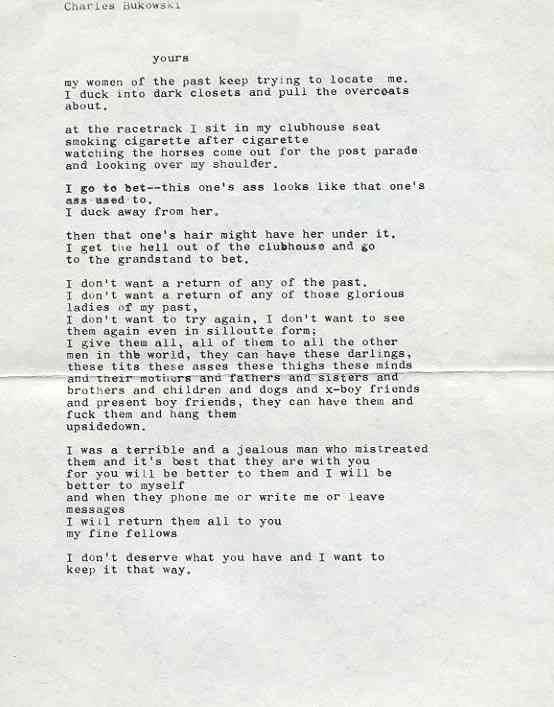 Charles Bukowski
yours
my women of the past keep trying to locate me.
I duck into dark closets and pull the overcoats
about.
at the racetrack I sit in my clubhouse seat
smoking cigarette after cigarette
watching the horses come out for the post parade
and looking over my shoulder.
I go to bet--this one's ass looks like that one's
ass used to.
I duck away from her.
then that one's hair might have her under it.
I get the hell out of the clubhouse and go
to the grandstand to bet.
I don't want a return of any of the past.
I don't want a return of any of those glorious
ladies of my past,
I don't want to try again, I don't want to see
them again even in silloutte form;
I give them all, all of them to all the other
men in the world, they can have these darlings,
these tits these asses these thighs these minds
and their mothers and fathers and sisters and
brothers and children and dogs and x-boy friends
and present boy friends, they can have them and
fuck them and hang them
upsidedown.
I was a terrible and a jealous man who mistreated
them and it's best that they are with you
for you will be better to them and I will be
better to myself
and when they phone me or write me or leave
messages
I will return them all to you
my fine fellows
I don't deserve what you have and I want to
keep it that way.